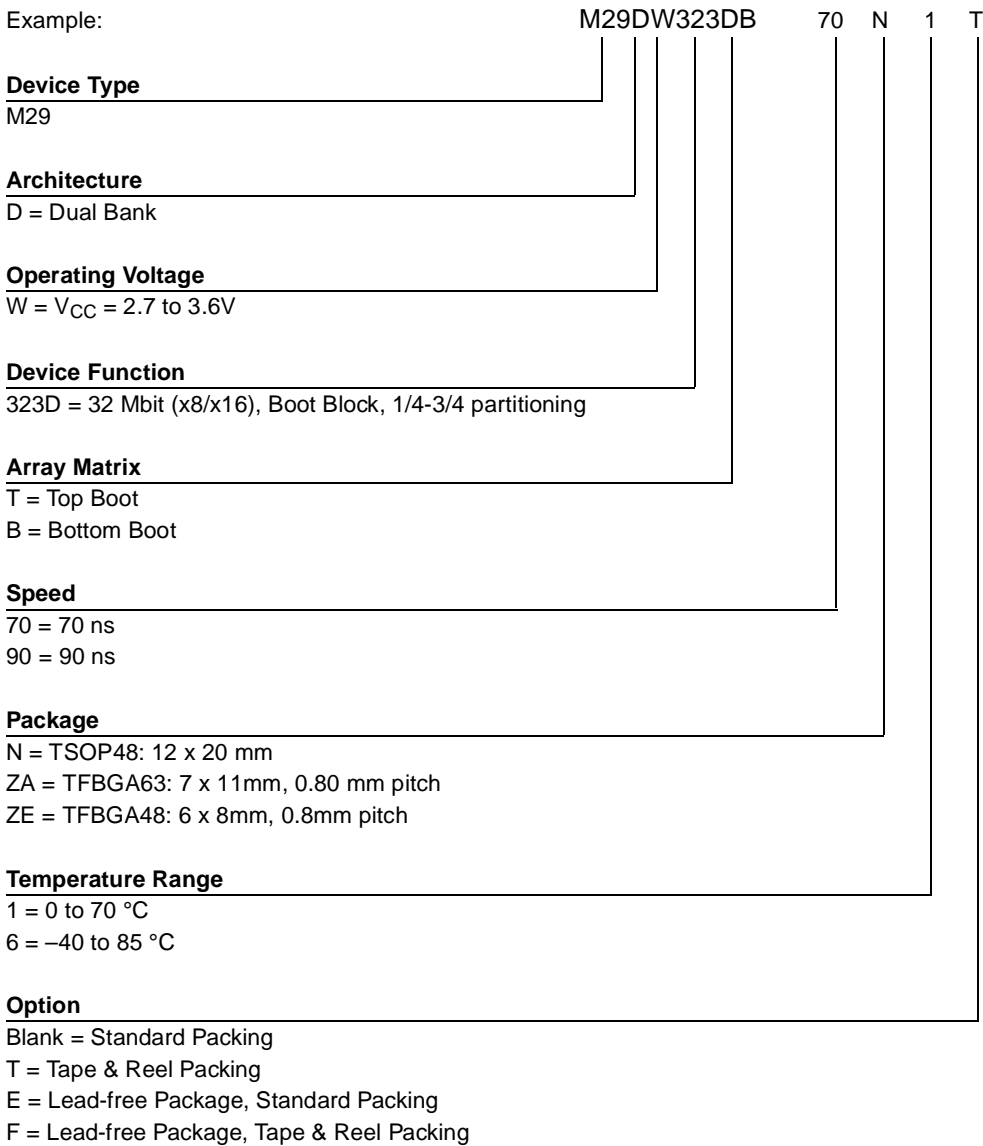 Example: M29DW323DB 70 N 1 T
Device Type
M29
Architecture
D = Dual Bank
Operating Voltage
W = VCC = 2.7 to 3.6V
Device Function
323D = 32 Mbit (x8/x16), Boot Block, 1/4-3/4 partitioning
Array Matrix
T = Top Boot
B = Bottom Boot
Speed
70 = 70 ns
90 = 90 ns
Package
N = TSOP48: 12 x 20 mm
ZA = TFBGA63: 7 x 11mm, 0.80 mm pitch
ZE = TFBGA48: 6 x 8mm, 0.8mm pitch
Temperature Range
1 = 0 to 70 °C
6 = –40 to 85 °C
Option
Blank = Standard Packing
T = Tape & Reel Packing
E = Lead-free Package, Standard Packing
F = Lead-free Package, Tape & Reel Packing